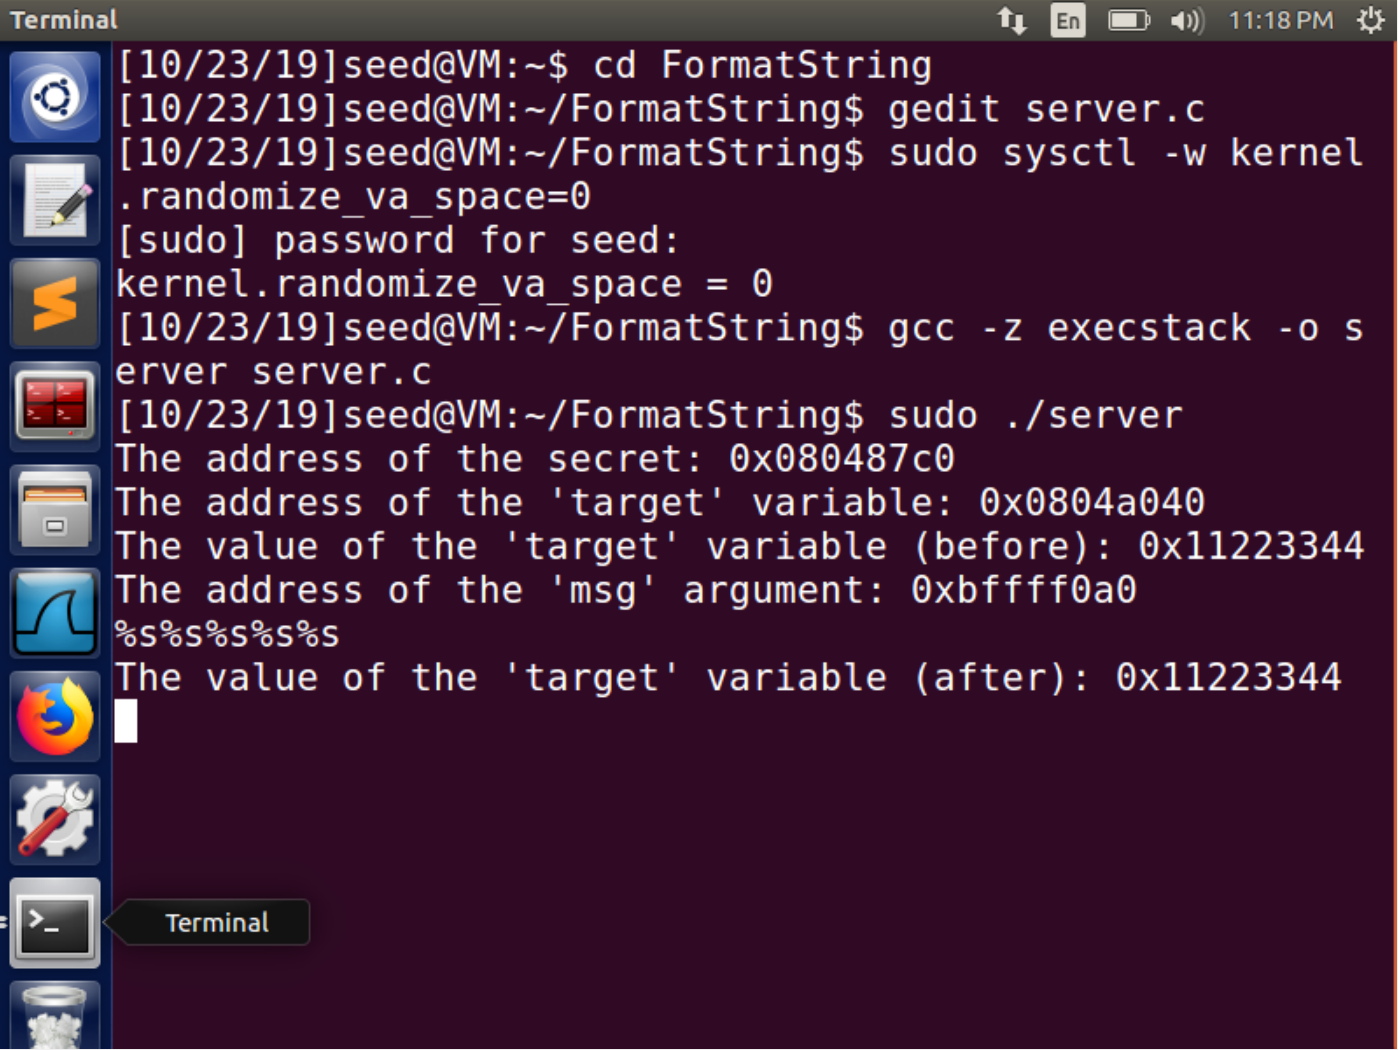 Terminal
En
11:18 PM
[10/23/19]seed@VM:~$ cd FormatString
[10/23/19]seed@VM:~/FormatString$ gedit server.c
[10/23/19]seed@VM:~/FormatString$ sudo sysctl -w kernel
.randomize_va_space=0
[sudo] password for seed:
kernel.randomize_va_space = 0
[10/23/19]seed@VM:~/FormatString$ gcc -z execstack -o s
erver server.c
[10/23/19]seed@VM:~/FormatString$ sudo ./server
The address of the secret: 0x080487c0
The address of the 'target' variable: 0x0804a040
The value of the 'target' variable (before): 0x11223344
The address of the 'msg' argument: 0xbffff0a0
%s%s%s%s%s
The value of the 'target' variable (after): 0x11223344
Terminal